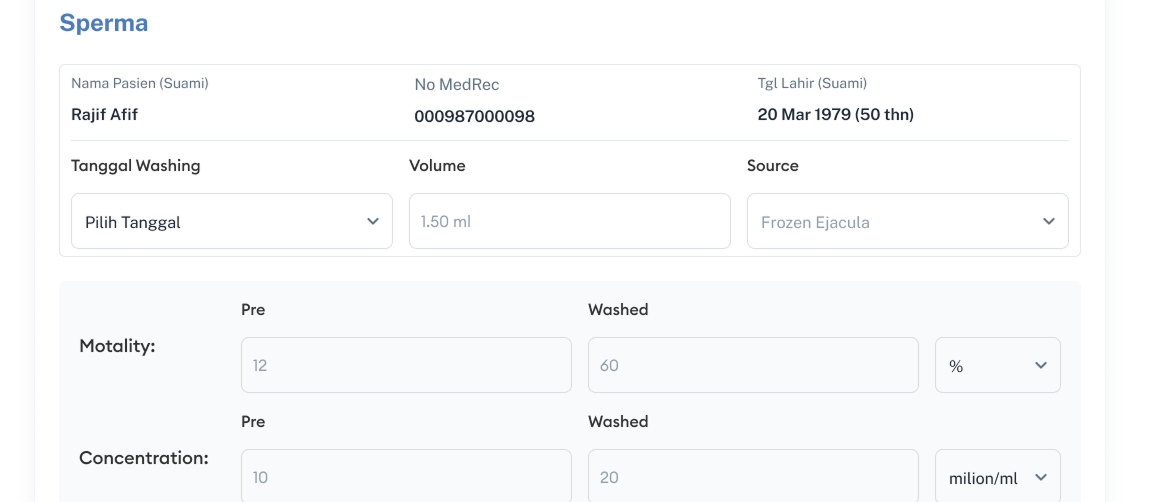 Sperma
Nama Pasien (Suami) No MedRec Tgl Lahir (Suami)
Rajif Afif 000987000098 20 Mar 1979 (50 thn)
Tanggal Washing Volume Source
Pilih Tanggal 1.50 ml Frozen Ejacula
Pre Washed
Motality: 12 60 %
Pre Washed
Concentration: 10 20 milion/ml